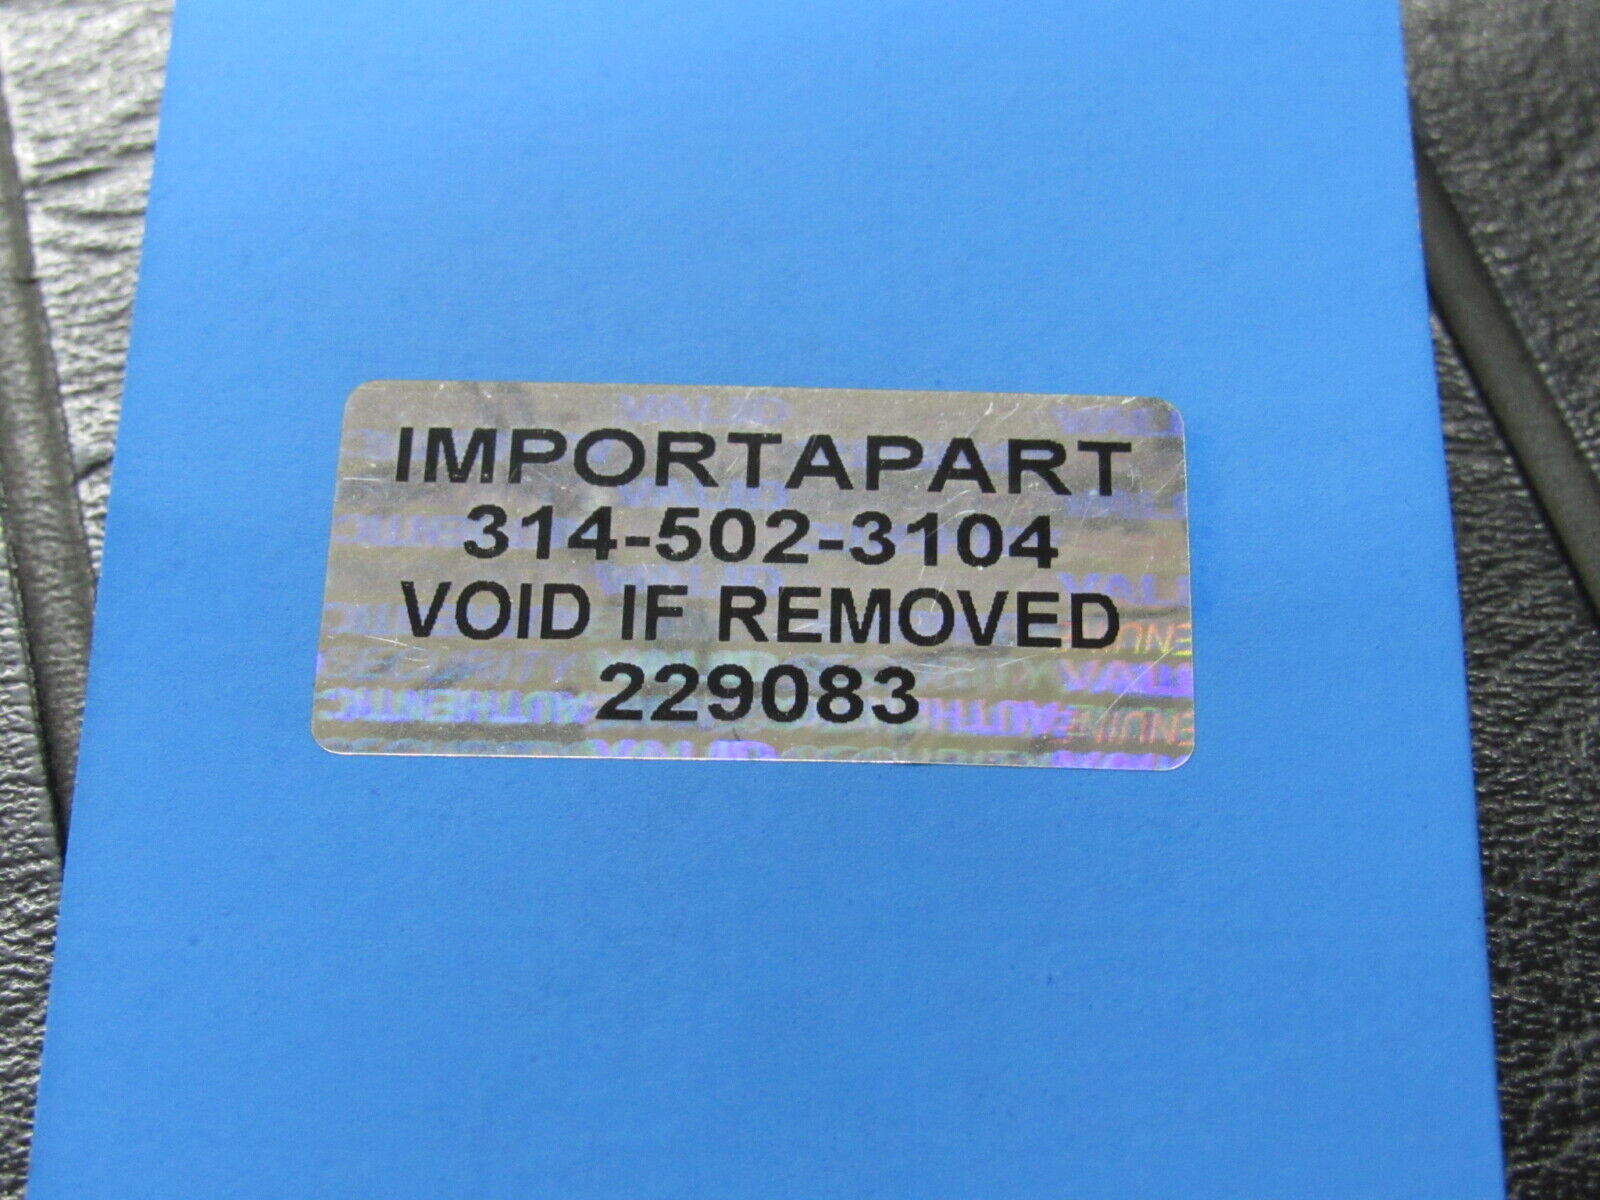 IMPORTAPART
314-502-3104
VOID IF REMOVED
229083